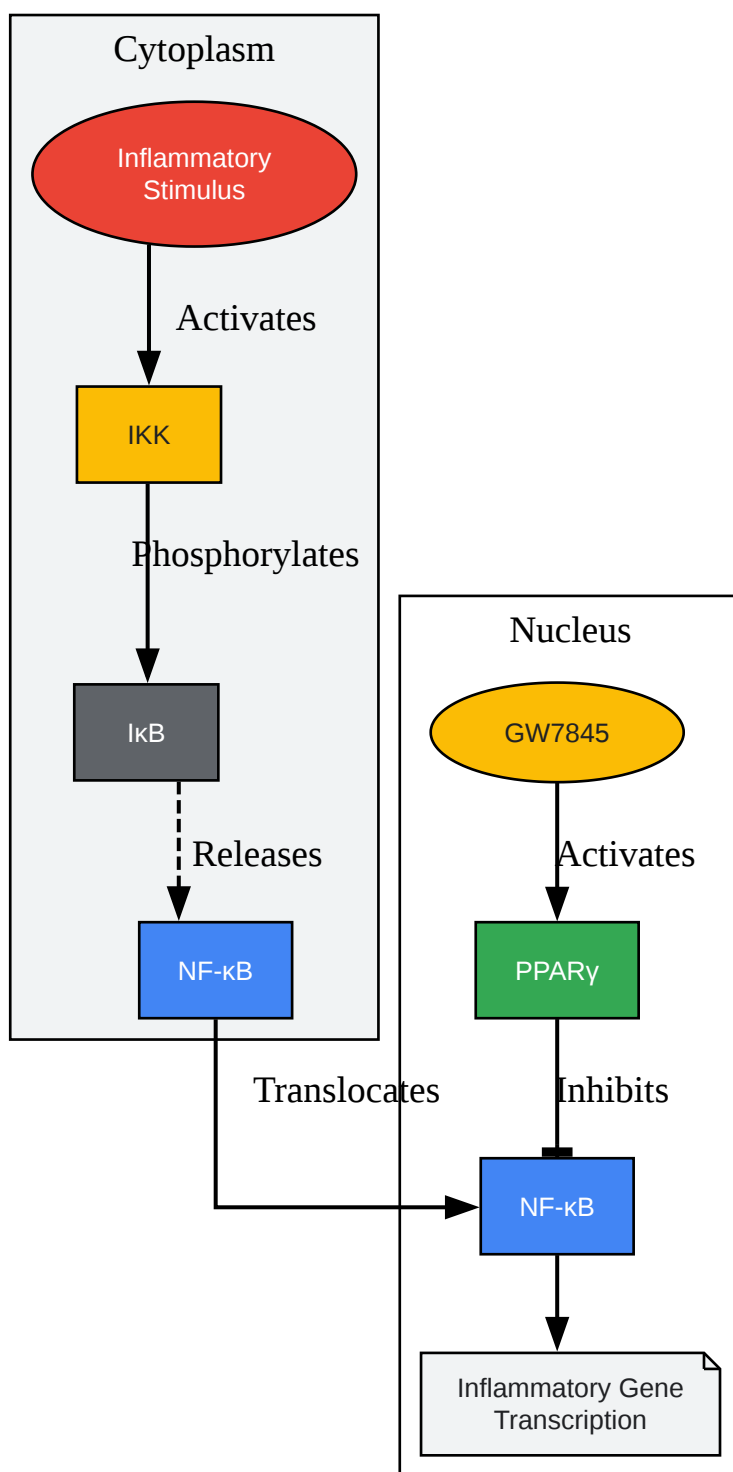 Cytoplasm
Inflammatory
Stimulus
Activates
IKK
Phosphorylates
IκB
Releases
NF-κB
Translocates
Nucleus
GW7845
Activates
PPARγ
Inhibits
NF-κB
Inflammatory Gene
Transcription